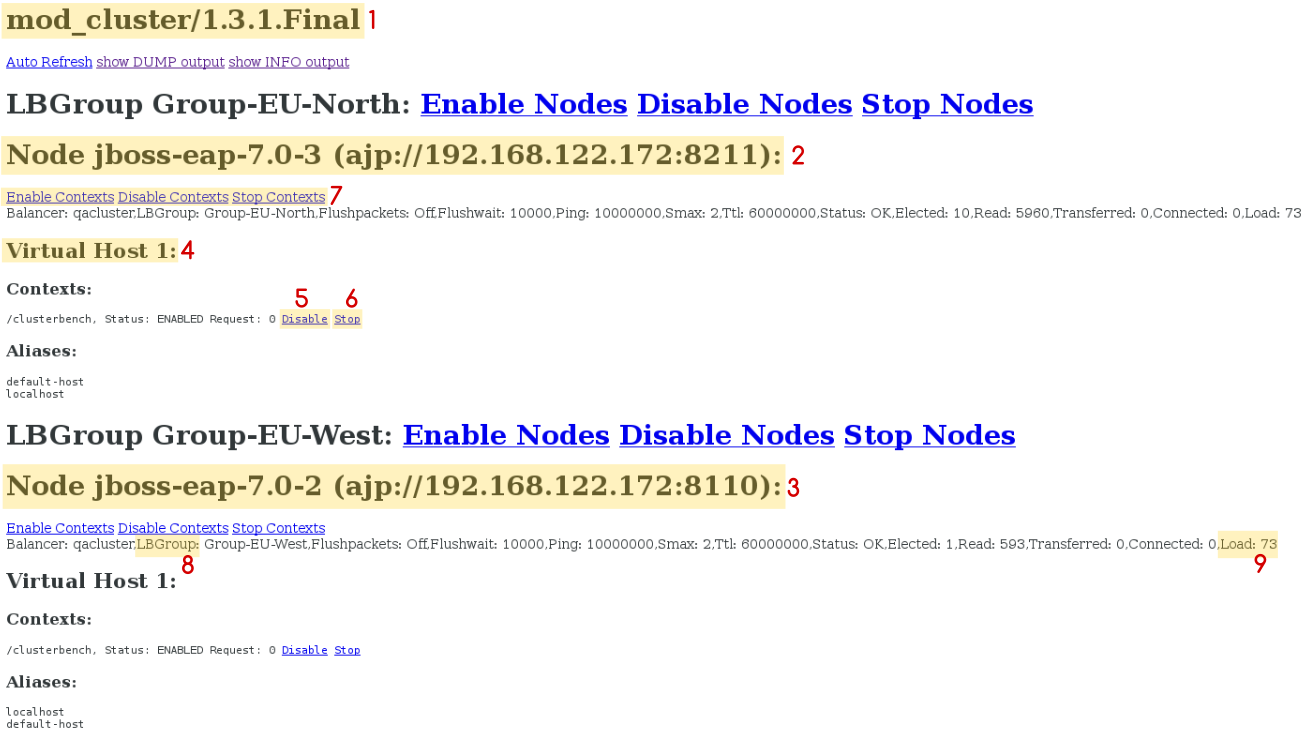 mod_cluster/1.3.1.Final 1
Auto Refresh show DUMP output show INFO output
LBGroup Group-EU-North: Enable Nodes Disable Nodes Stop Nodes
Node jboss-eap-7.0-3 (ajp://192.168.122.172:8211): 2
Enable Contexts Disable Contexts Stop Contexts 7
Balancer: qacluster,LBGroup: Group-EU-North,Flushpackets: Off,Flushwait: 10000,Ping: 10000000,Smax: 2,Ttl: 60000000,Status: OK,Elected: 10,Read: 5960,Transferred: 0,Connected: 0,Load: 73
Virtual Host 1: 4
Contexts:
5 6
/clusterbench, Status: ENABLED Request: 0 Disable Stop
Aliases:
default-host
localhost
LBGroup Group-EU-West: Enable Nodes Disable Nodes Stop Nodes
Node jboss-eap-7.0-2 (ajp://192.168.122.172:8110): 3
Enable Contexts Disable Contexts Stop Contexts
Balancer: qacluster,LBGroup: Group-EU-West,Flushpackets: Off,Flushwait: 10000,Ping: 10000000,Smax: 2,Ttl: 60000000,Status: OK,Elected: 1,Read: 593,Transferred: 0,Connected: 0,Load: 73
8 9
Virtual Host 1:
Contexts:
/clusterbench, Status: ENABLED Request: 0 Disable Stop
Aliases:
localhost
default-host